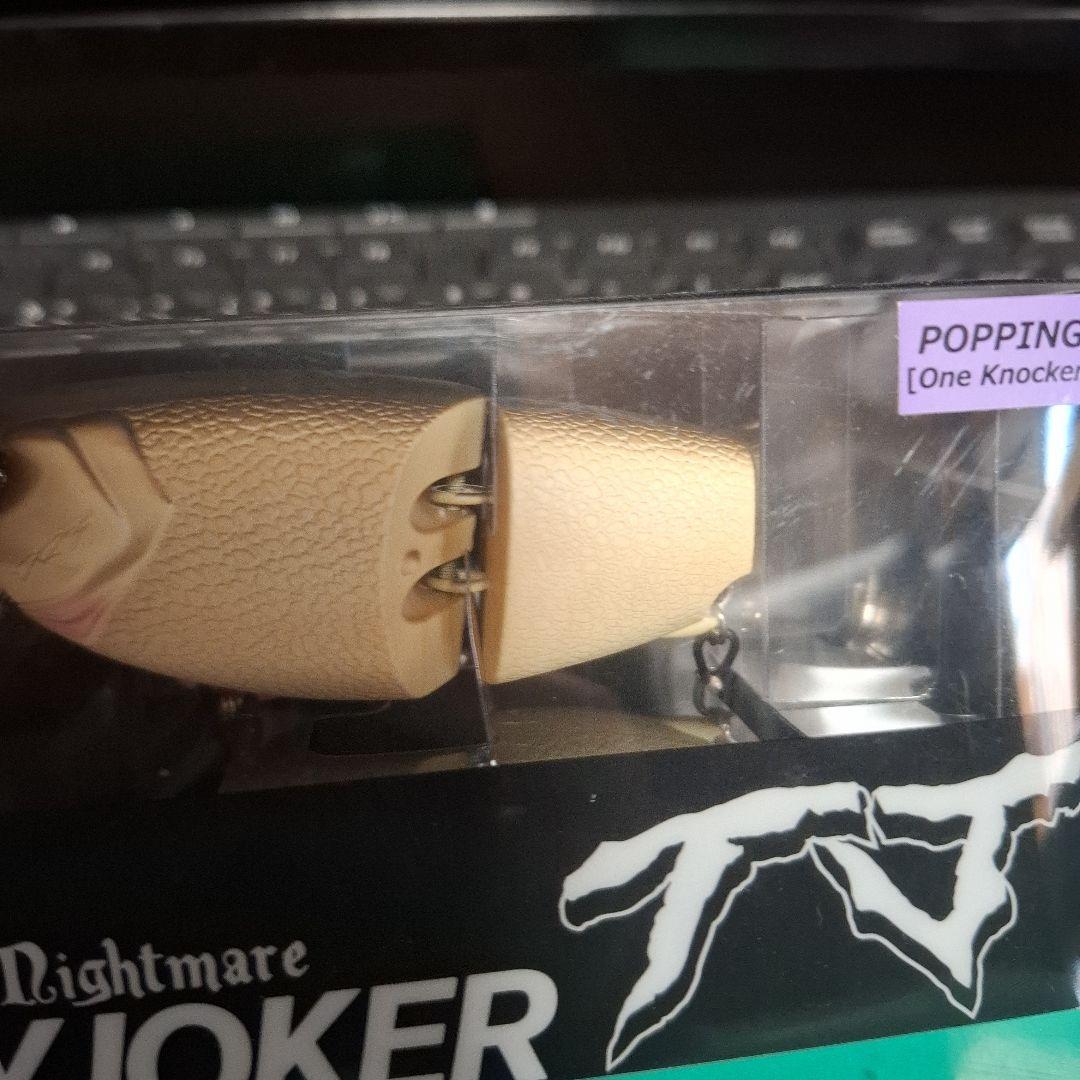 POPPING
[One Knocker
Nightmare
Y JOKER